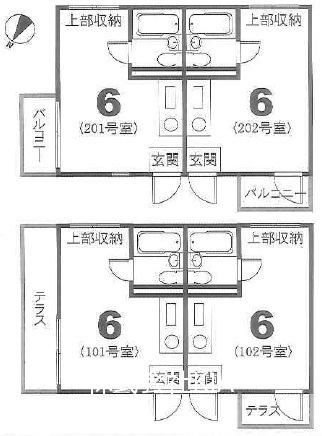 上部収納
上部収納
6
6
(201号室)
(202号室)
バルコニー
玄関
玄関
バルコニー
上部収納
上部収納
テラス
6
6
(101号室)
(102号室)
玄関
玄関
テラス